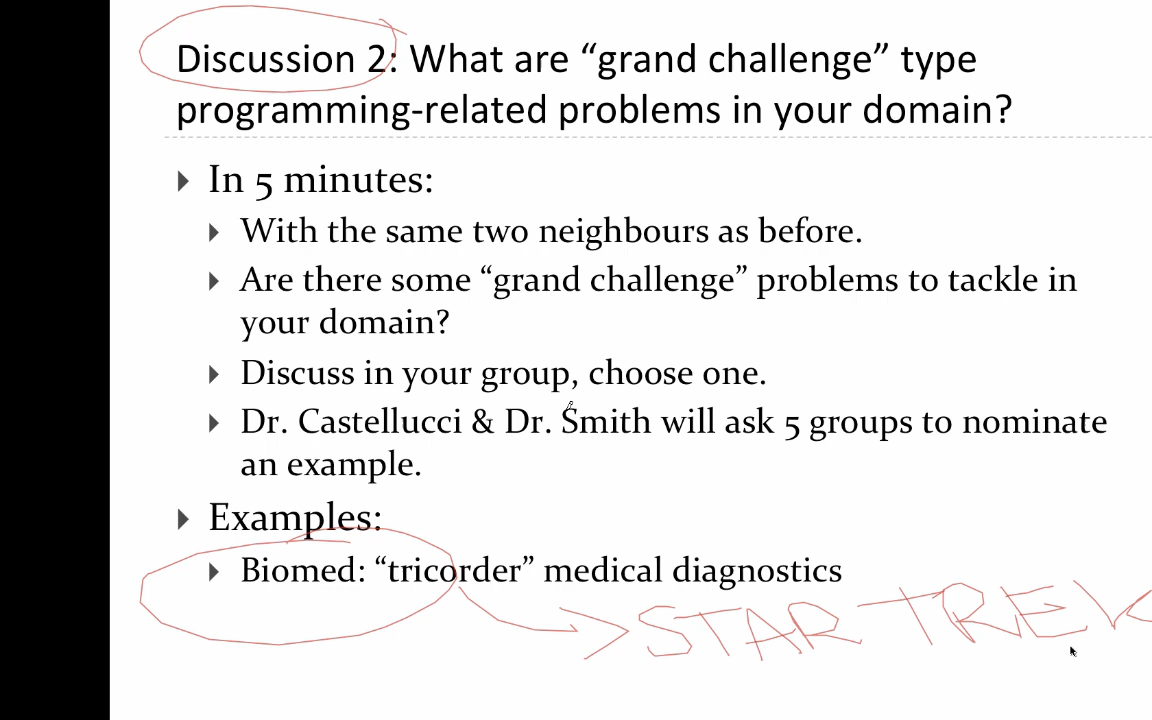 Discussion 2: What are “grand challenge” type
programming-related problems in your domain?
In 5 minutes:
With the same two neighbours as before.
Are there some “grand challenge” problems to tackle in
your domain?
Discuss in your group, choose one.
Dr. Castellucci & Dr. Smith will ask 5 groups to nominate
an example.
Examples:
Biomed: “tricorder” medical diagnostics
STAR TREK